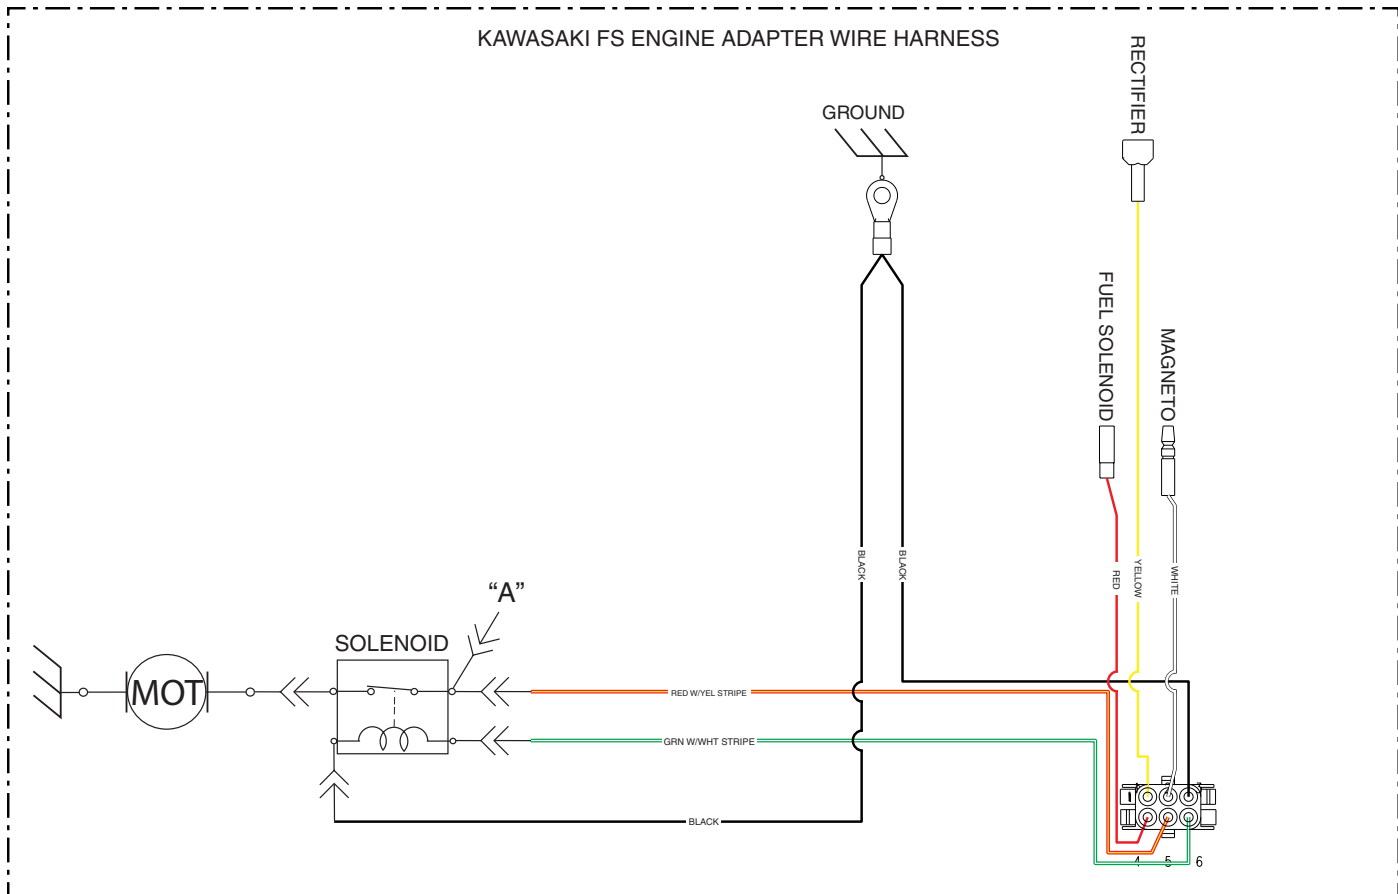 KAWASAKI FS ENGINE ADAPTER WIRE HARNESS
RECTIFIER
GROUND
FUEL SOLENOID
MAGNETO
BLACK
BLACK
RED
YELLOW
WHITE
“A”
SOLENOID
MOT
RED W/YEL STRIPE
GRN W/WHT STRIPE
BLACK
4 5 6